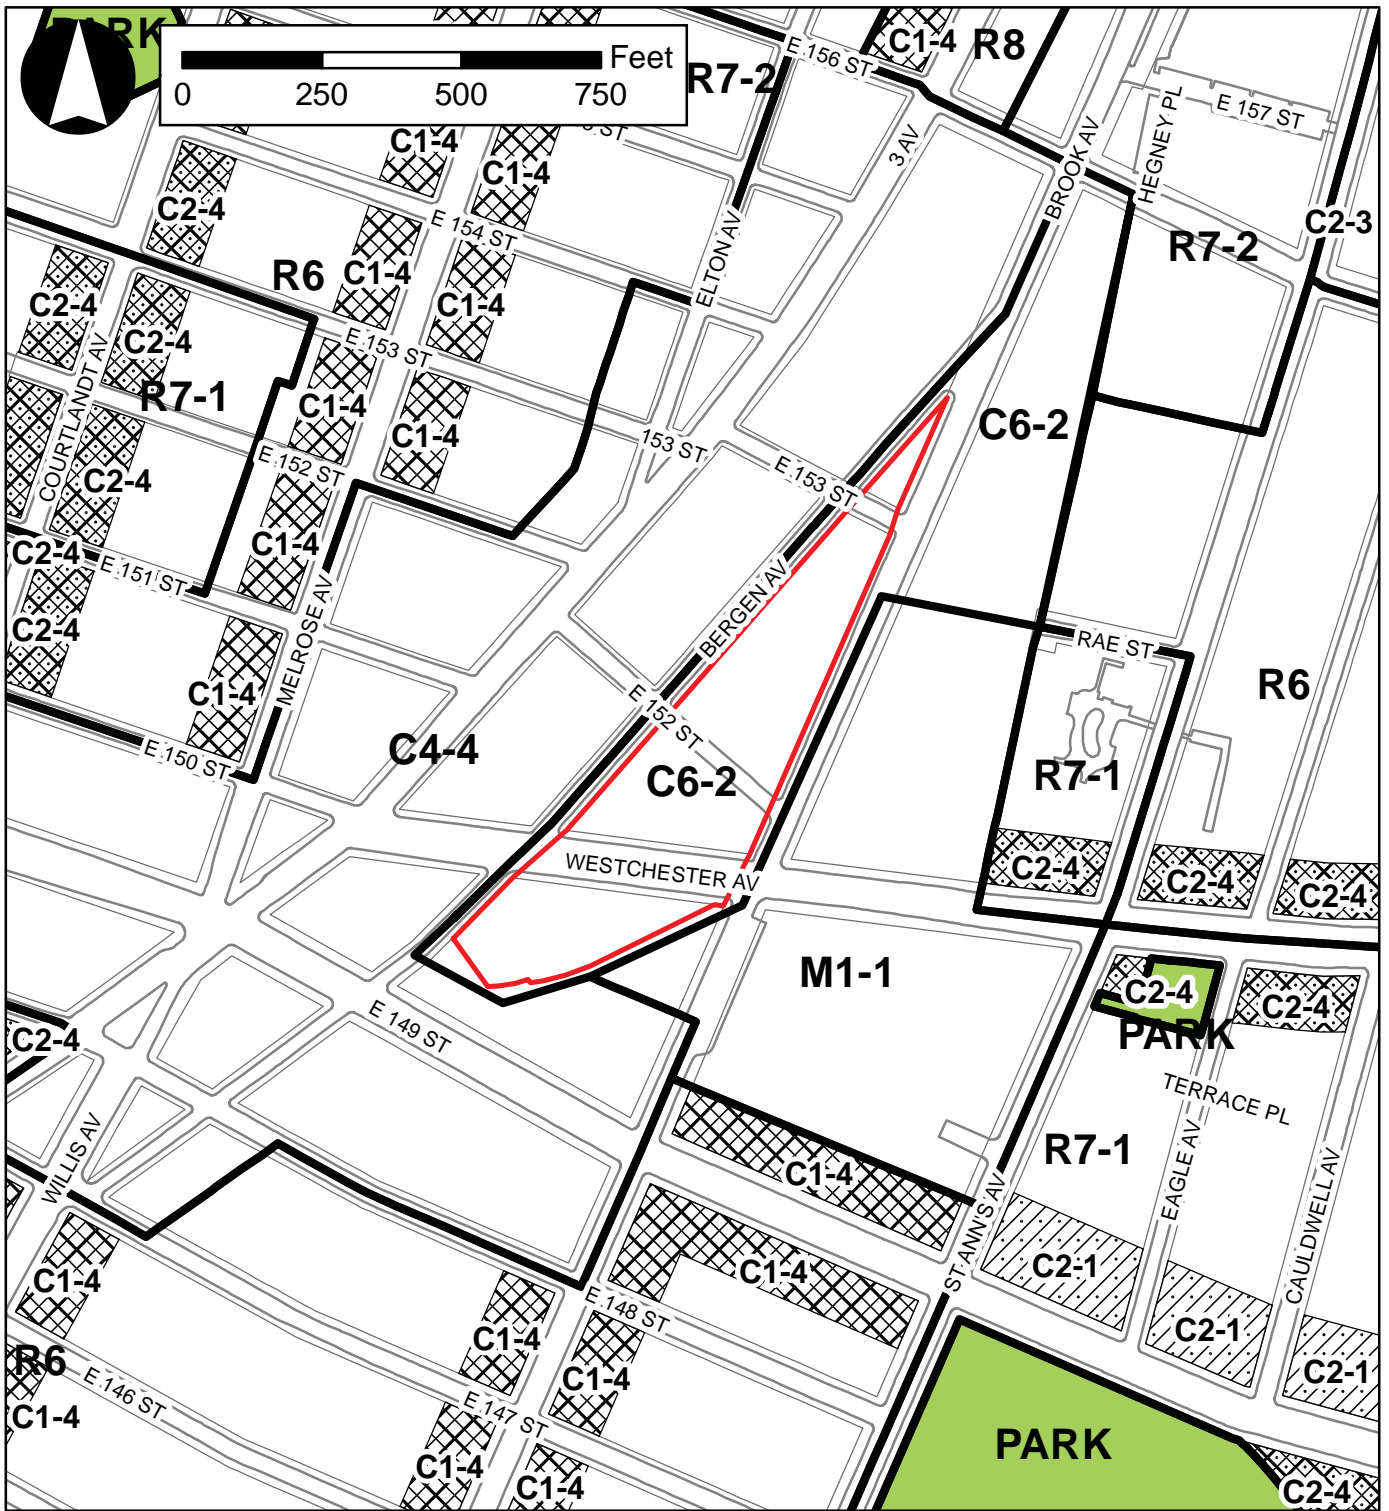 PARK
Feet
0 250 500 750
R7-2
E 156 ST
C1-4
R8
E 157 ST
HEGNEY PL
BROOK AV
3 AV
ST
C1-4
C1-4
C2-4
E 154 ST
ELTON AV
C2-3
R7-2
R6
C1-4
C1-4
C2-4
C2-4
E 153 ST
COURTLANDT AV
R7-1
C1-4
C1-4
C6-2
153 ST
E 153 ST
E 152 ST
C2-4
C1-4
C2-4
E 151 ST
BERGEN AV
MELROSE AV
C2-4
RAE ST
C1-4
R6
E 152 ST
E 150 ST
C4-4
C6-2
R7-1
WESTCHESTER AV
C2-4
C2-4
C2-4
M1-1
C2-4
C2-4
PARK
E 149 ST
C2-4
TERRACE PL
WILLIS AV
R7-1
C1-4
EAGLE AV
CAULDWELL AV
ST ANN'S AV
C2-1
C1-4
C1-4
E 148 ST
C2-1
C1-4
R6
C1-4
C2-1
E 146 ST
E 147 ST
C1-4
PARK
C1-4
C1-4
C2-4